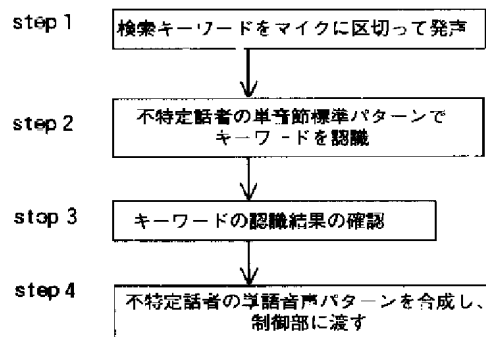 step 1
検索キーワードをマイクに区切って発声
step 2
不特定話者の単音節標準パターンで
キーワードを認識
step 3
キーワードの認識結果の確認
step 4
不特定話者の単語音声パターンを合成し、
制御部に渡す